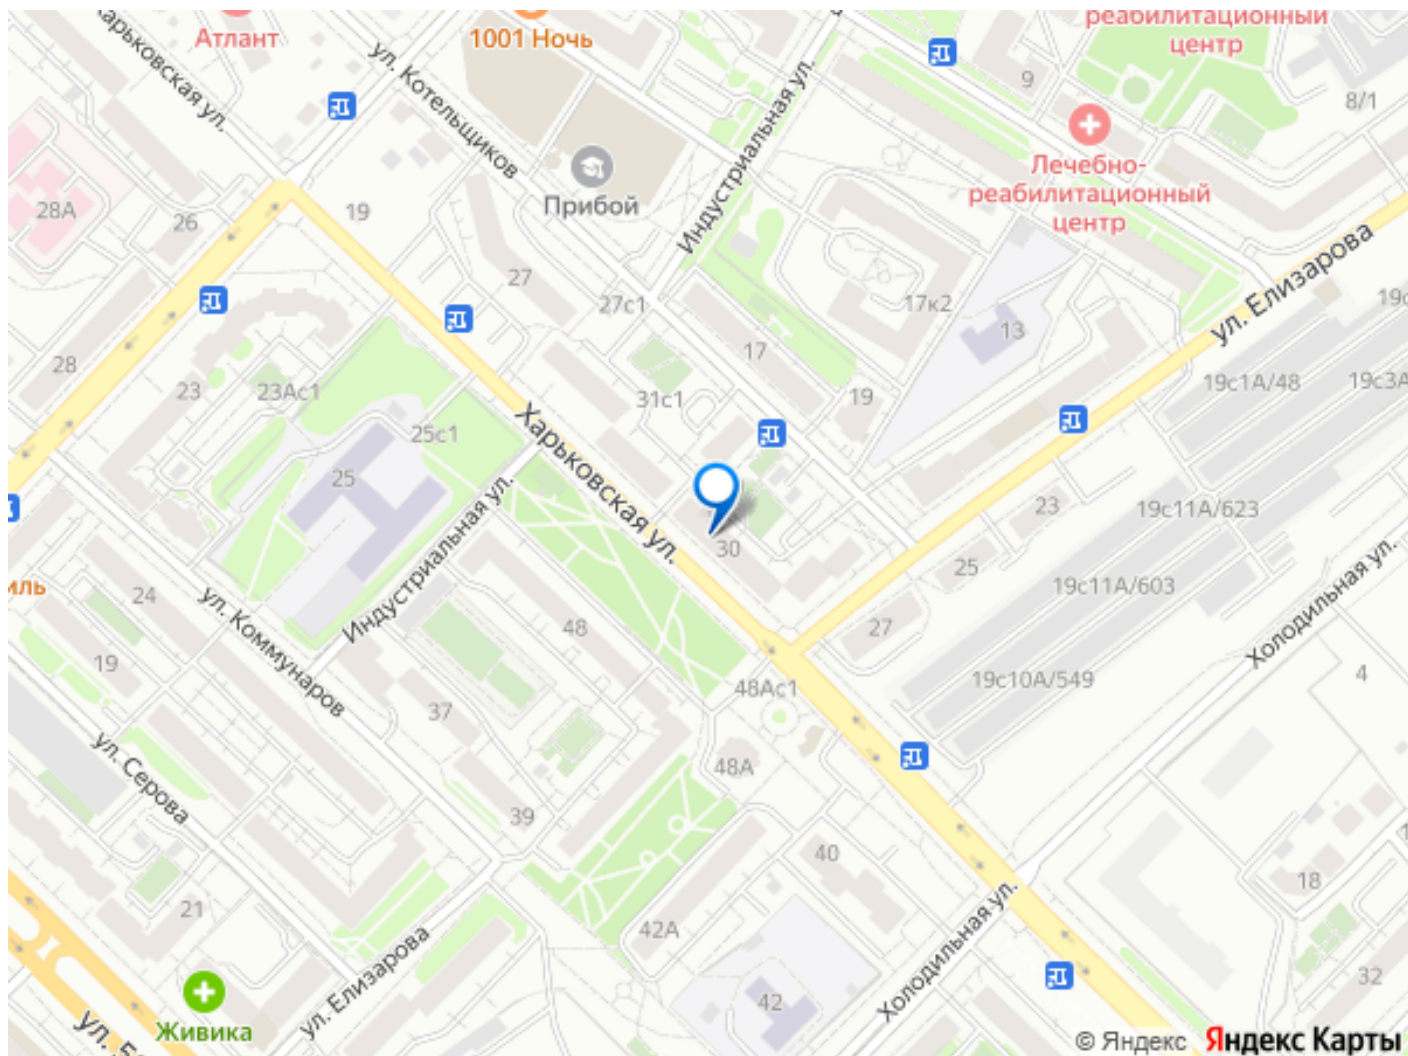 Харьковская ул.
Атлант
ул. Котельщиков
1001 Ночь
Индустриальная ул.
реабилитационный
центр
9
8/1
Лечебно-
реабилитационный
центр
Прибой
28А
26
19
27
27с1
17к2
13
ул. Елизарова
28
23
23Ас1
17
31с1
19
19с1А/48
19с3А
25с1
25
Харьковская ул.
30
23
19с11А/623
25
19с11А/603
Холодильная ул.
24
ул. Коммунаров
Индустриальная ул.
48
27
19с10А/549
4
19
37
48Ас1
ул. Серова
48А
39
40
18
21
42А
Холодильная ул.
32
42
ул. Елизарова
Живика
© Яндекс Яндекс Карты